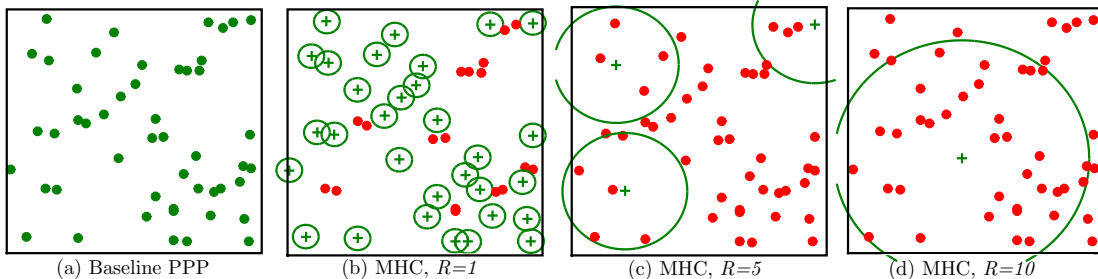 (a) Baseline PPP
(b) MHC, R=1
(c) MHC, R=5
(d) MHC, R=10